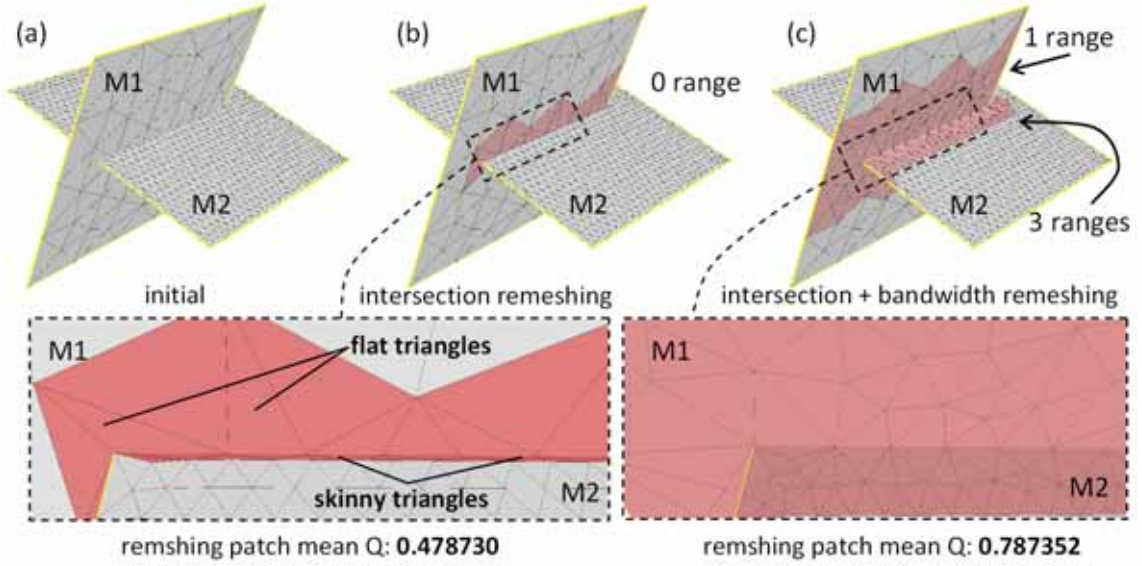 (a)
(b)
(c)
1 range
M1
M1
M1
0 range
M2
M2
M2
3 ranges
initial
intersection remeshing
intersection + bandwidth remeshing
M1
flat triangles
M1
skinny triangles
M2
M2
remshing patch mean Q: 0.478730
remshing patch mean Q: 0.787352